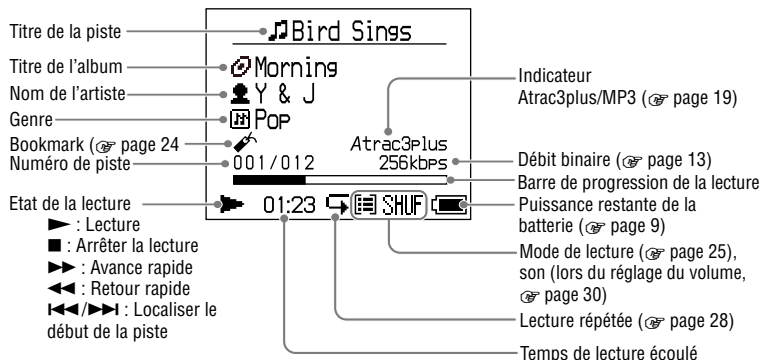 Titre de la piste
Titre de l'album
Nom de l'artiste
Genre
Bookmark (☞ page 24
Numéro de piste
Etat de la lecture
► : Lecture
■ : Arrêter la lecture
►► : Avance rapide
◄◄ : Retour rapide
I◄◄/►►I : Localiser le
début de la piste
Bird Sings
Morning
Y & J
Pop
Atrac3plus
001/012 256kbps
01:23 SHUF
Indicateur
Atrac3plus/MP3 (☞ page 19)
Débit binaire (☞ page 13)
Barre de progression de la lecture
Puissance restante de la
batterie (☞ page 9)
Mode de lecture (☞ page 25),
son (lors du réglage du volume,
☞ page 30)
Lecture répétée (☞ page 28)
Temps de lecture écoulé